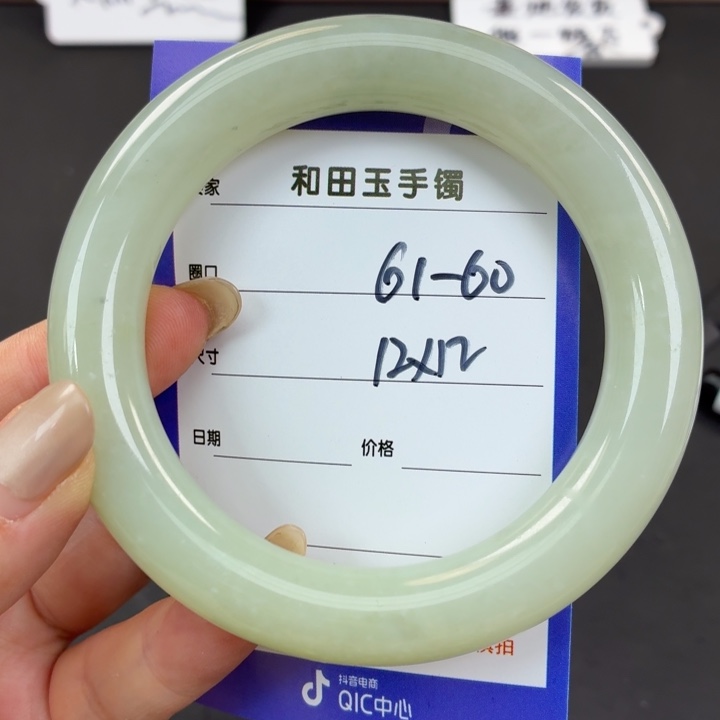 和田玉手镯
家
圈口 61-60
寸 12x12
日期 价格
拍
抖音电商
QIC中心